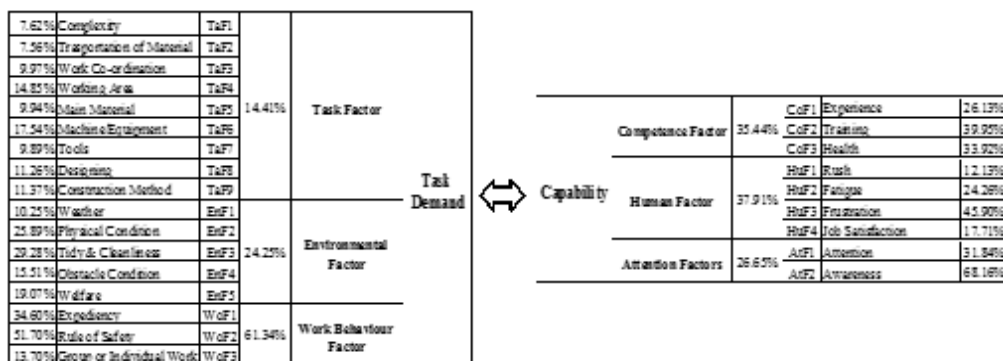 7.62% Complexity TaF1
7.56% Trasportation of Material TaF2
9.97% Work Co-ordination TaF3
14.85% Working Area TaF4
9.94% Main Material TaF5 14.41% Task Factor
17.54% Machine/Equipment TaF6
9.89% Tools TaF7
11.26% Designing TaF8
11.37% Construction Method TaF9
10.25% Weather EnF1
25.89% Physical Condition EnF2
29.28% Tidy & Cleanliness EnF3 24.25% Environmental
Factor
15.51% Obstacle Condition EnF4
19.07% Welfare EnF5
34.60% Expediency WoF1
51.70% Rule of Safety WoF2 61.34% Work Behaviour
Factor
13.70% Group or Individual Work WoF3
Task
Demand
Capability
Competence Factor 35.44%
CoF1 Experience 26.13%
CoF2 Training 39.95%
CoF3 Health 33.92%
Human Factor 37.91%
HuF1 Rush 12.13%
HuF2 Fatigue 24.26%
HuF3 Frustration 45.90%
HuF4 Job Satisfaction 17.71%
Attention Factors 26.65%
AtF1 Attention 31.84%
AtF2 Awareness 68.16%